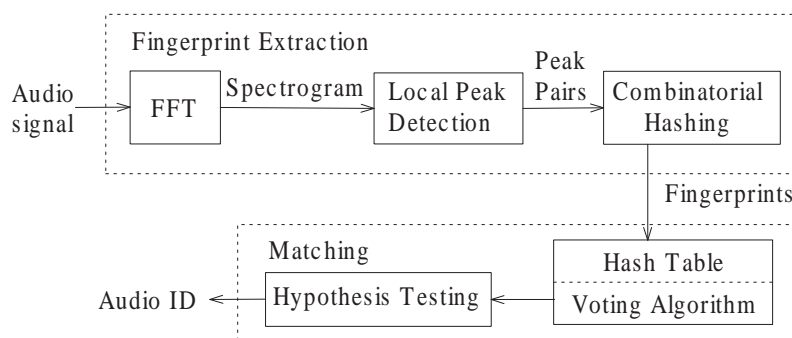 Fingerprint Extraction
Audio
signal
FFT
Spectrogram
Local Peak
Detection
Peak
Pairs
Combinatorial
Hashing
Fingerprints
Matching
Hash Table
Voting Algorithm
Hypothesis Testing
Audio ID